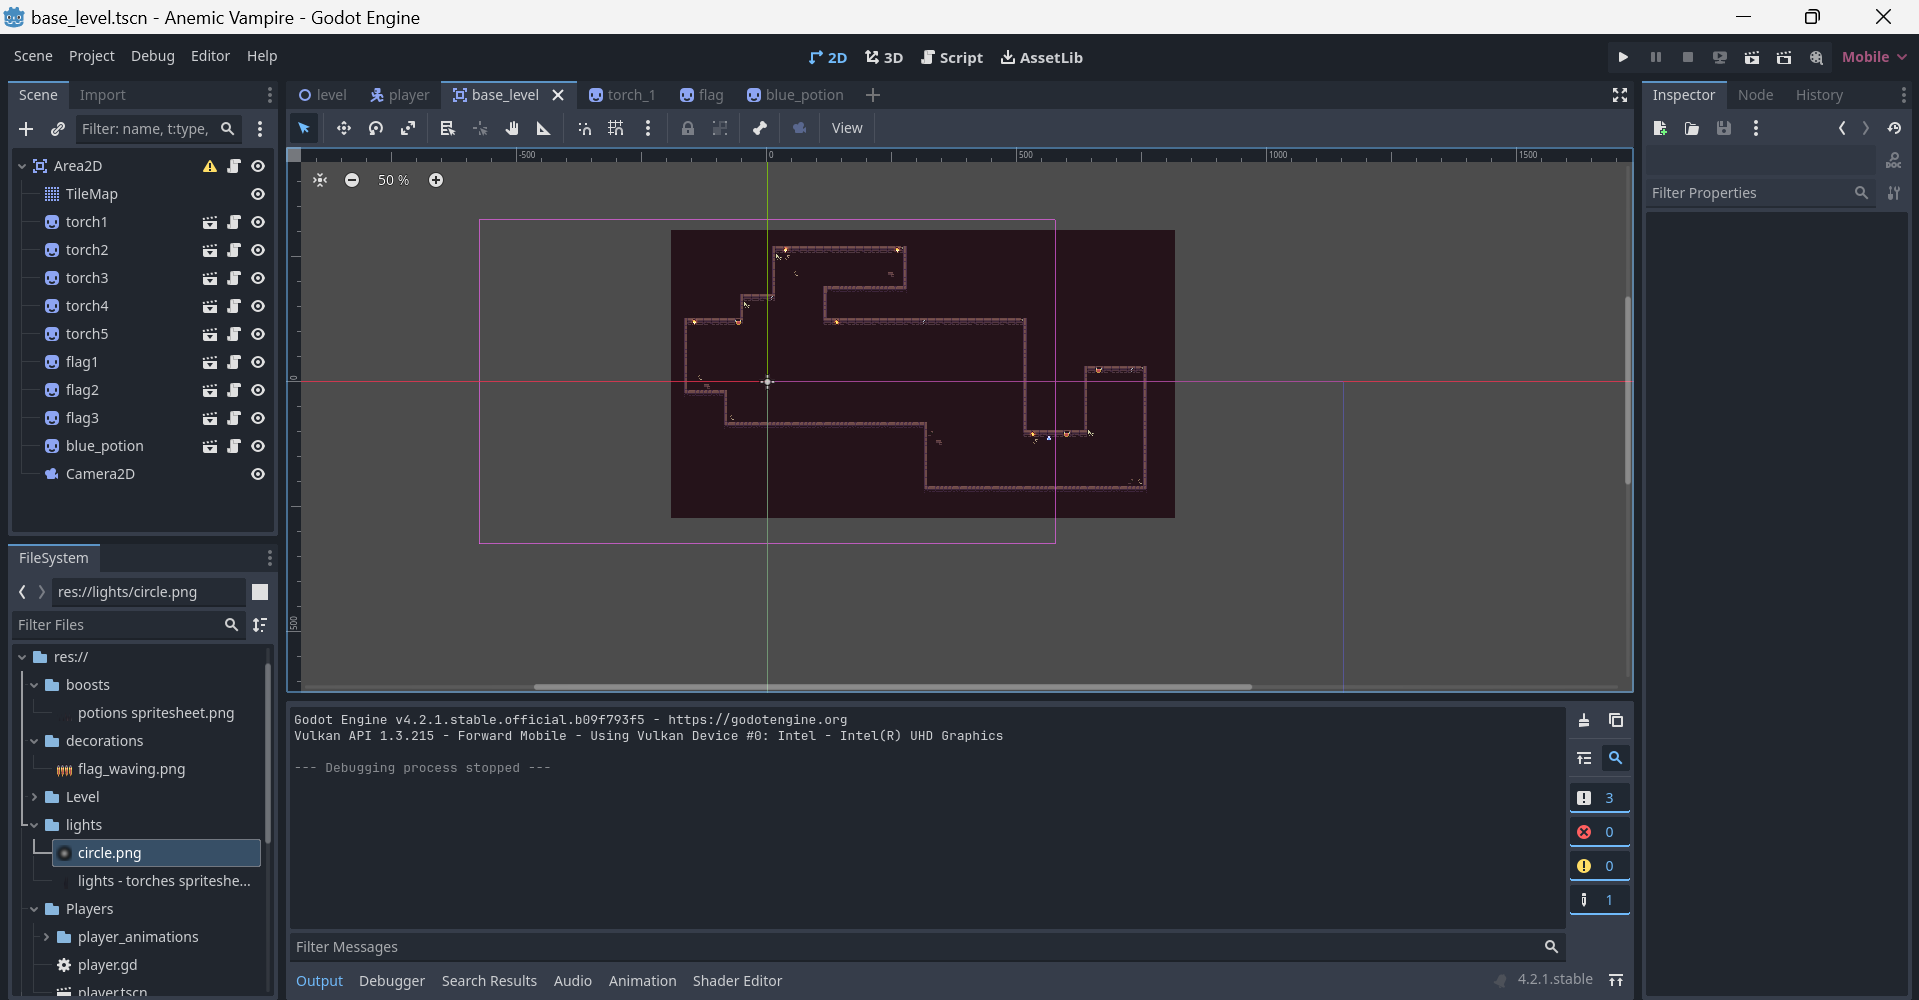 base_level.tscn - Anemic Vampire - Godot Engine
Scene Project Debug Editor Help
2D 3D Script AssetLib
Mobile
Scene Import
level player base_level torch_1 flag blue_potion
Inspector Node History
Filter: name, t:type,
View
DOC
Filter Properties
Area2D
TileMap
torch1
torch2
torch3
torch4
torch5
flag1
flag2
flag3
blue_potion
Camera2D
-500 0 500 1000 1500
50 %
0
500
FileSystem
res://lights/circle.png
Filter Files
res://
boosts
potions spritesheet.png
decorations
flag_waving.png
Level
lights
circle.png
lights - torches spriteshe...
Players
player_animations
player.gd
player.tscn
Godot Engine v4.2.1.stable.official.b09f793f5 - https://godotengine.org
Vulkan API 1.3.215 - Forward Mobile - Using Vulkan Device #0: Intel - Intel(R) UHD Graphics
--- Debugging process stopped ---
3
0
0
1
Filter Messages
Output Debugger Search Results Audio Animation Shader Editor
4.2.1.stable